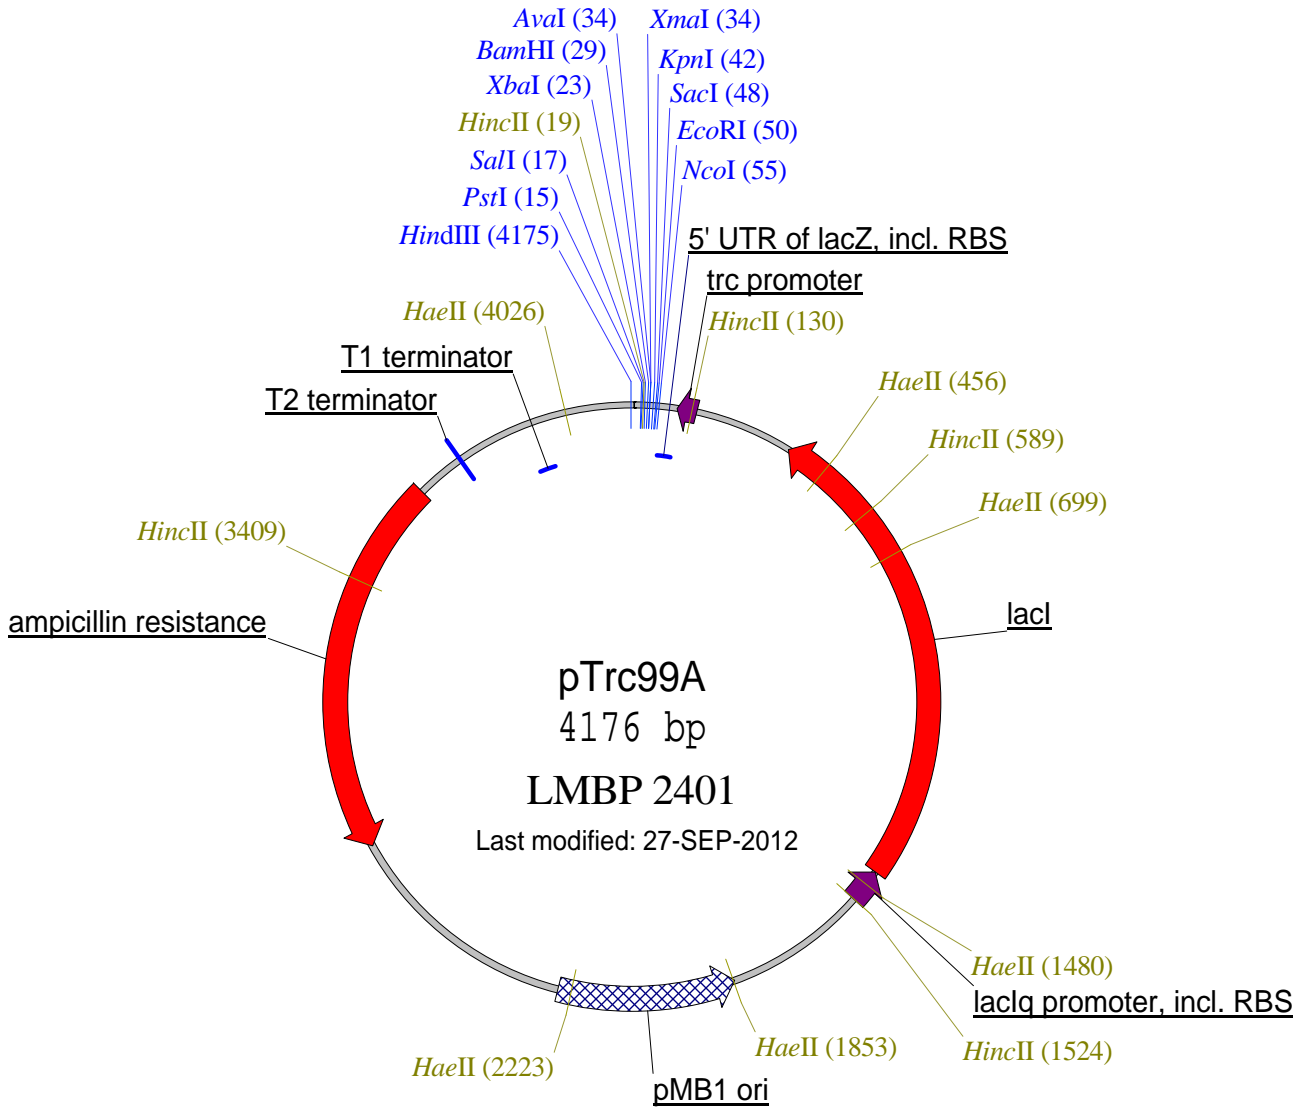 AvaI (34)
XmaI (34)
BamHI (29)
KpnI (42)
XbaI (23)
SacI (48)
HincII (19)
EcoRI (50)
SalI (17)
NcoI (55)
PstI (15)
HindIII (4175)
5' UTR of lacZ, incl. RBS
trc promoter
HaeII (4026)
HincII (130)
T1 terminator
HaeII (456)
T2 terminator
HincII (589)
HaeII (699)
HincII (3409)
ampicillin resistance
lacI
pTrc99A
4176 bp
LMBP 2401
Last modified: 27-SEP-2012
HaeII (1480)
lacIq promoter, incl. RBS
HaeII (1853)
HincII (1524)
HaeII (2223)
pMB1 ori